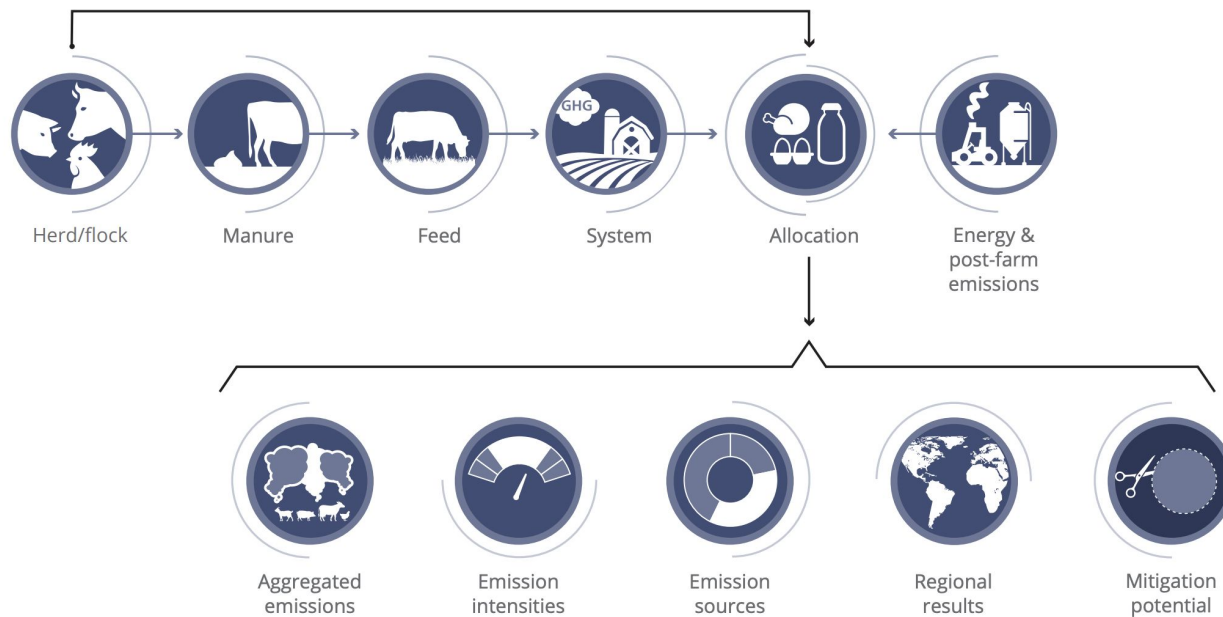 GHG
Herd/flock
Manure
Feed
System
Allocation
Energy &
post-farm
emissions
Aggregated
emissions
Emission
intensities
Emission
sources
Regional
results
Mitigation
potential